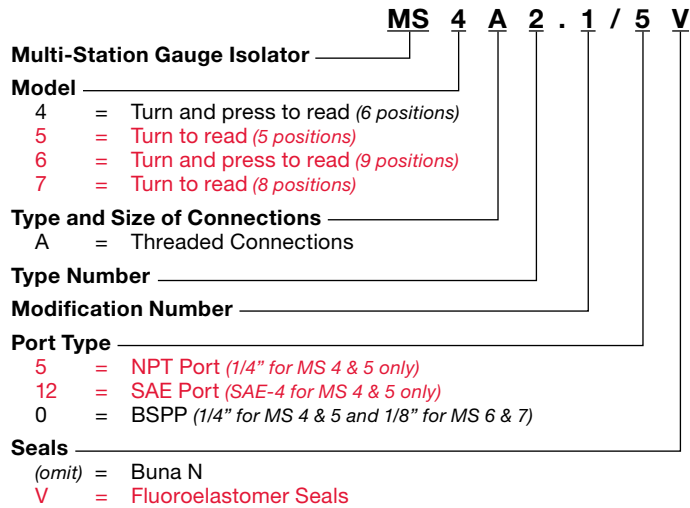 MS 4 A 2 . 1 / 5 V
Multi-Station Gauge Isolator
Model
4 = Turn and press to read (6 positions)
5 = Turn to read (5 positions)
6 = Turn and press to read (9 positions)
7 = Turn to read (8 positions)
Type and Size of Connections
A = Threaded Connections
Type Number
Modification Number
Port Type
5 = NPT Port (1/4” for MS 4 & 5 only)
12 = SAE Port (SAE-4 for MS 4 & 5 only)
0 = BSPP (1/4” for MS 4 & 5 and 1/8” for MS 6 & 7)
Seals
(omit) = Buna N
V = Fluoroelastomer Seals